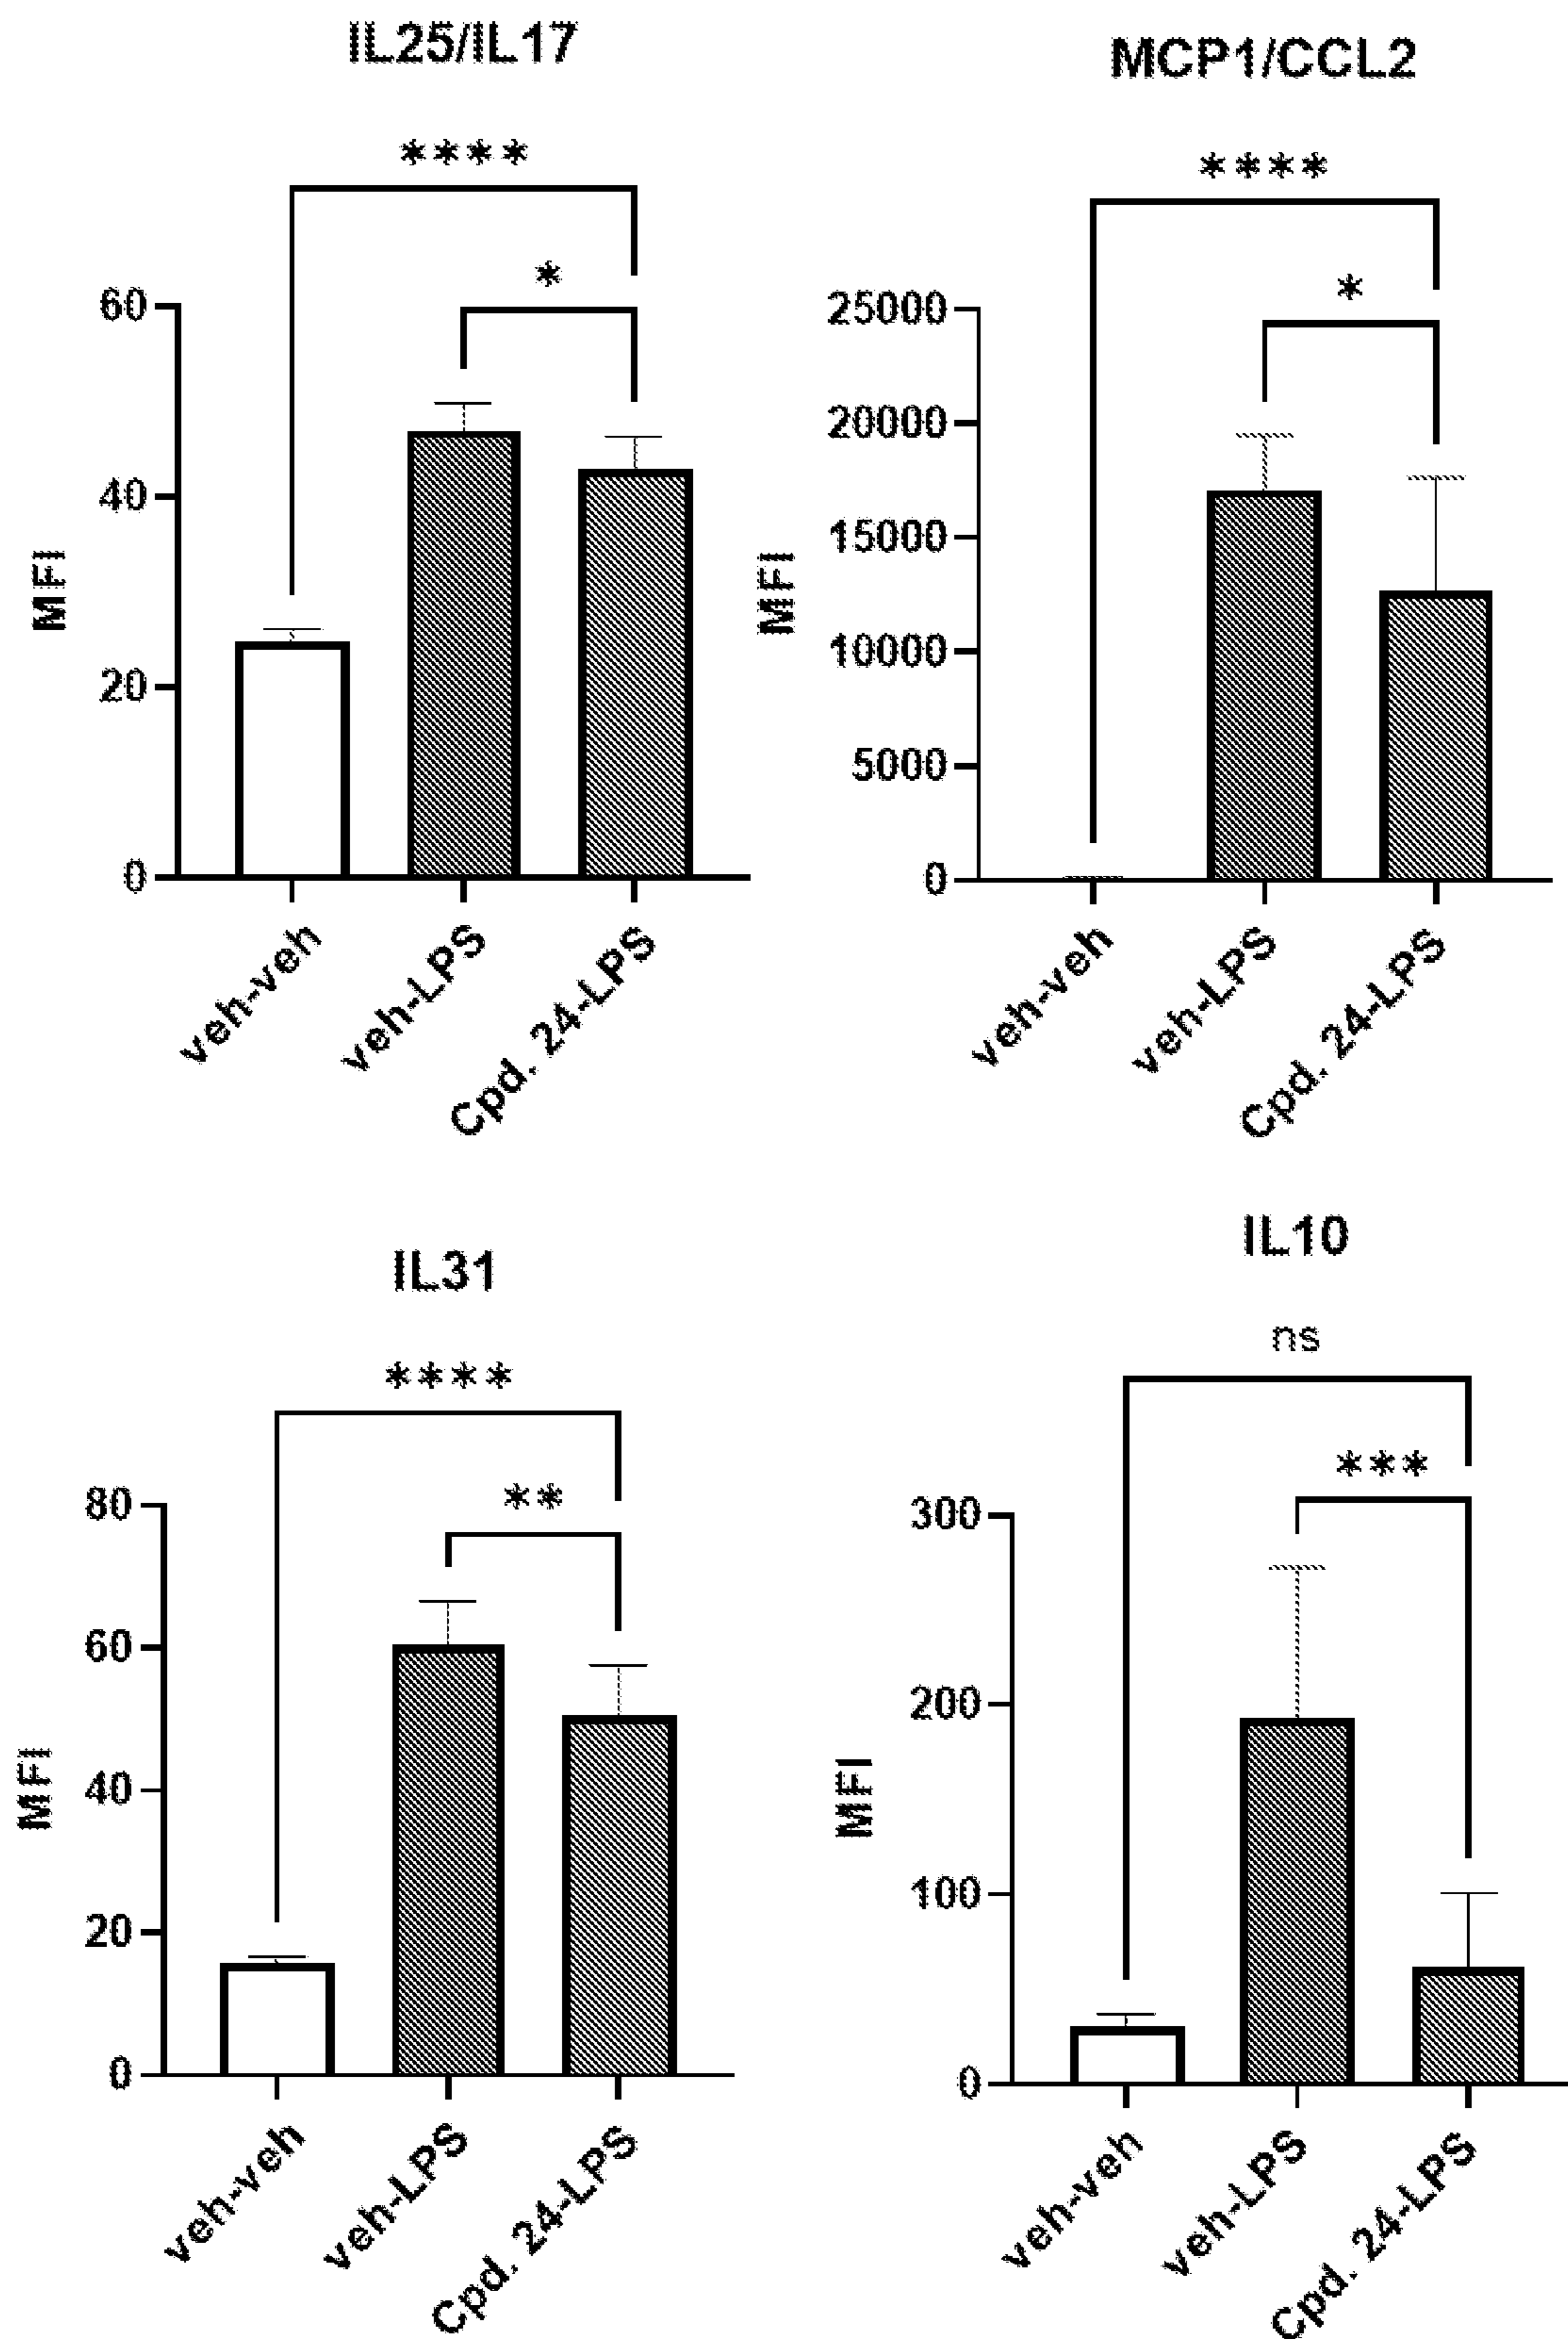 IL25/IL17
****
*
60
40
20
0
MFI
veh-veh
veh-LPS
Cpd. 24-LPS
MCP1/CCL2
****
*
25000
20000
15000
10000
5000
0
MFI
veh-veh
veh-LPS
Cpd. 24-LPS
IL31
****
**
80
60
40
20
0
MFI
veh-veh
veh-LPS
Cpd. 24-LPS
IL10
ns
***
300
200
100
0
MFI
veh-veh
veh-LPS
Cpd. 24-LPS